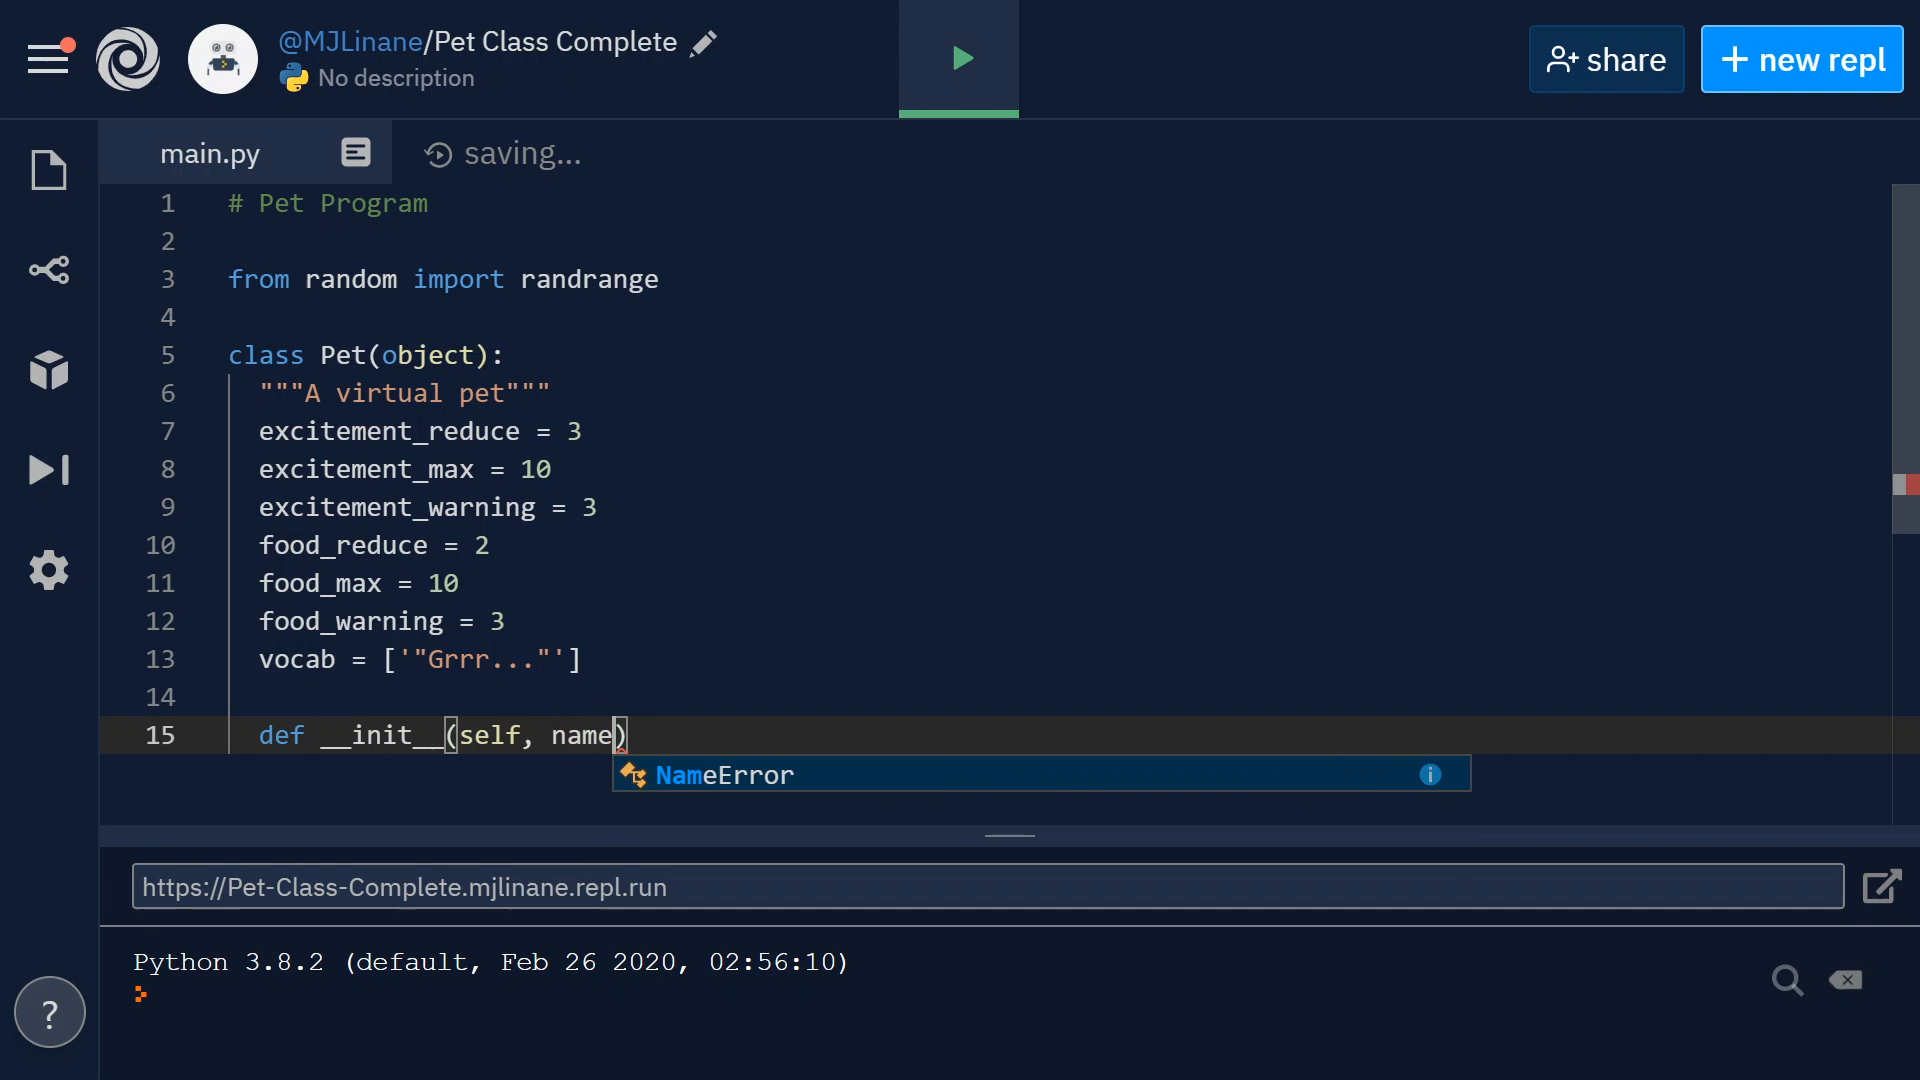 @MJLinane/Pet Class Complete
No description
share
+ new repl
main.py
saving...
1 # Pet Program
2
3 from random import randrange
4
5 class Pet(object):
6 """A virtual pet"""
7 excitement_reduce = 3
8 excitement_max = 10
9 excitement_warning = 3
10 food_reduce = 2
11 food_max = 10
12 food_warning = 3
13 vocab = ['"Grrr..."']
14
15 def __init__(self, name)
NameError
https://Pet-Class-Complete.mjlinane.repl.run
Python 3.8.2 (default, Feb 26 2020, 02:56:10)
?